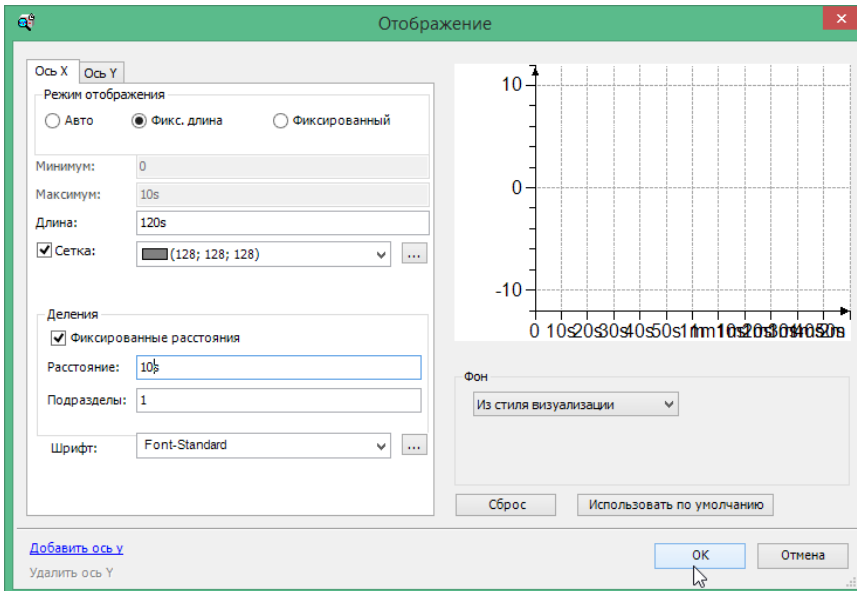 Отображение
Ось X Ось Y
Режим отображения
Авто Фикс. длина Фиксированный
Минимум: 0
Максимум: 10s
Длина: 120s
Сетка: (128; 128; 128) ...
Деления
Фиксированные расстояния
Расстояние: 10s
Подразделы: 1
Шрифт: Font-Standard ...
10
0
-10
0 10s 20s 30s 40s 50s 1m
Фон
Из стиля визуализации
Сброс Использовать по умолчанию
Добавить ось y
Удалить ось Y
OK Отмена